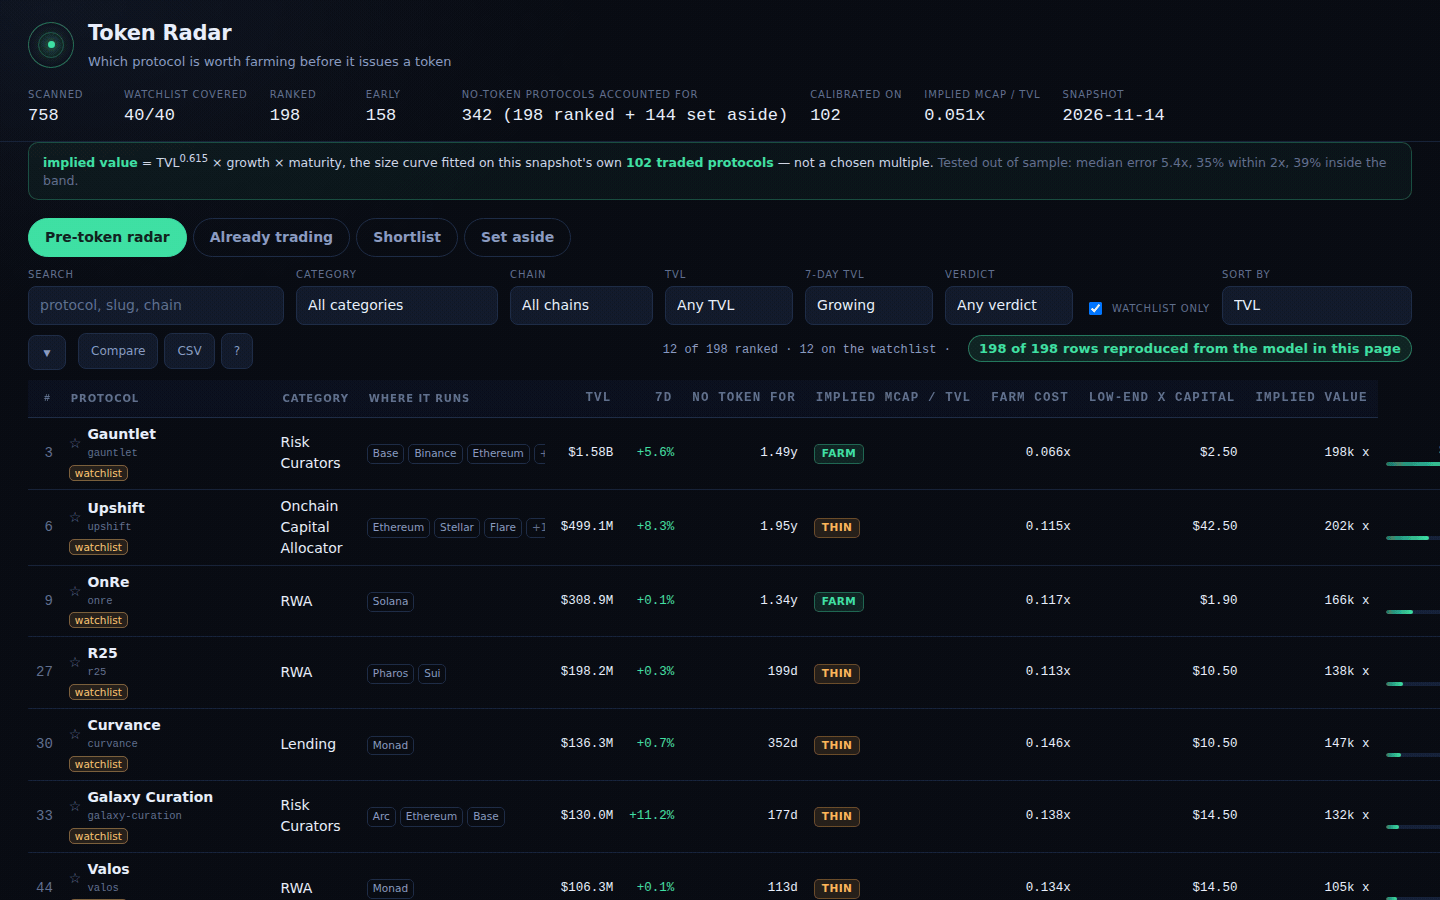 Token Radar
Which protocol is worth farming before it issues a token
SCANNED WATCHLIST COVERED RANKED EARLY NO-TOKEN PROTOCOLS ACCOUNTED FOR CALIBRATED ON IMPLIED MCAP / TVL SNAPSHOT
758 40/40 198 158 342 (198 ranked + 144 set aside) 102 0.051x 2026-11-14
implied value = TVL0.615 × growth × maturity, the size curve fitted on this snapshot's own 102 traded protocols — not a chosen multiple. Tested out of sample: median error 5.4x, 35% within 2x, 39% inside the
band.
Pre-token radar Already trading Shortlist Set aside
SEARCH CATEGORY CHAIN TVL 7-DAY TVL VERDICT SORT BY
protocol, slug, chain All categories All chains Any TVL Growing Any verdict WATCHLIST ONLY TVL
▼ Compare CSV ? 12 of 198 ranked · 12 on the watchlist · 198 of 198 rows reproduced from the model in this page
# PROTOCOL CATEGORY WHERE IT RUNS TVL 7D NO TOKEN FOR IMPLIED MCAP / TVL FARM COST LOW-END X CAPITAL IMPLIED VALUE
3 ☆ Gauntlet Risk Curators Base Binance Ethereum + $1.58B +5.6% 1.49y FARM 0.066x $2.50 198k x
gauntlet
watchlist
6 ☆ Upshift Onchain Capital Allocator Ethereum Stellar Flare +1 $499.1M +8.3% 1.95y THIN 0.115x $42.50 202k x
upshift
watchlist
9 ☆ OnRe RWA Solana $308.9M +0.1% 1.34y FARM 0.117x $1.90 166k x
onre
watchlist
27 ☆ R25 RWA Pharos Sui $198.2M +0.3% 199d THIN 0.113x $10.50 138k x
r25
watchlist
30 ☆ Curvance Lending Monad $136.3M +0.7% 352d THIN 0.146x $10.50 147k x
curvance
watchlist
33 ☆ Galaxy Curation Risk Curators Arc Ethereum Base $130.0M +11.2% 177d THIN 0.138x $14.50 132k x
galaxy-curation
watchlist
44 ☆ Valos RWA Monad $106.3M +0.1% 113d THIN 0.134x $14.50 105k x
valos